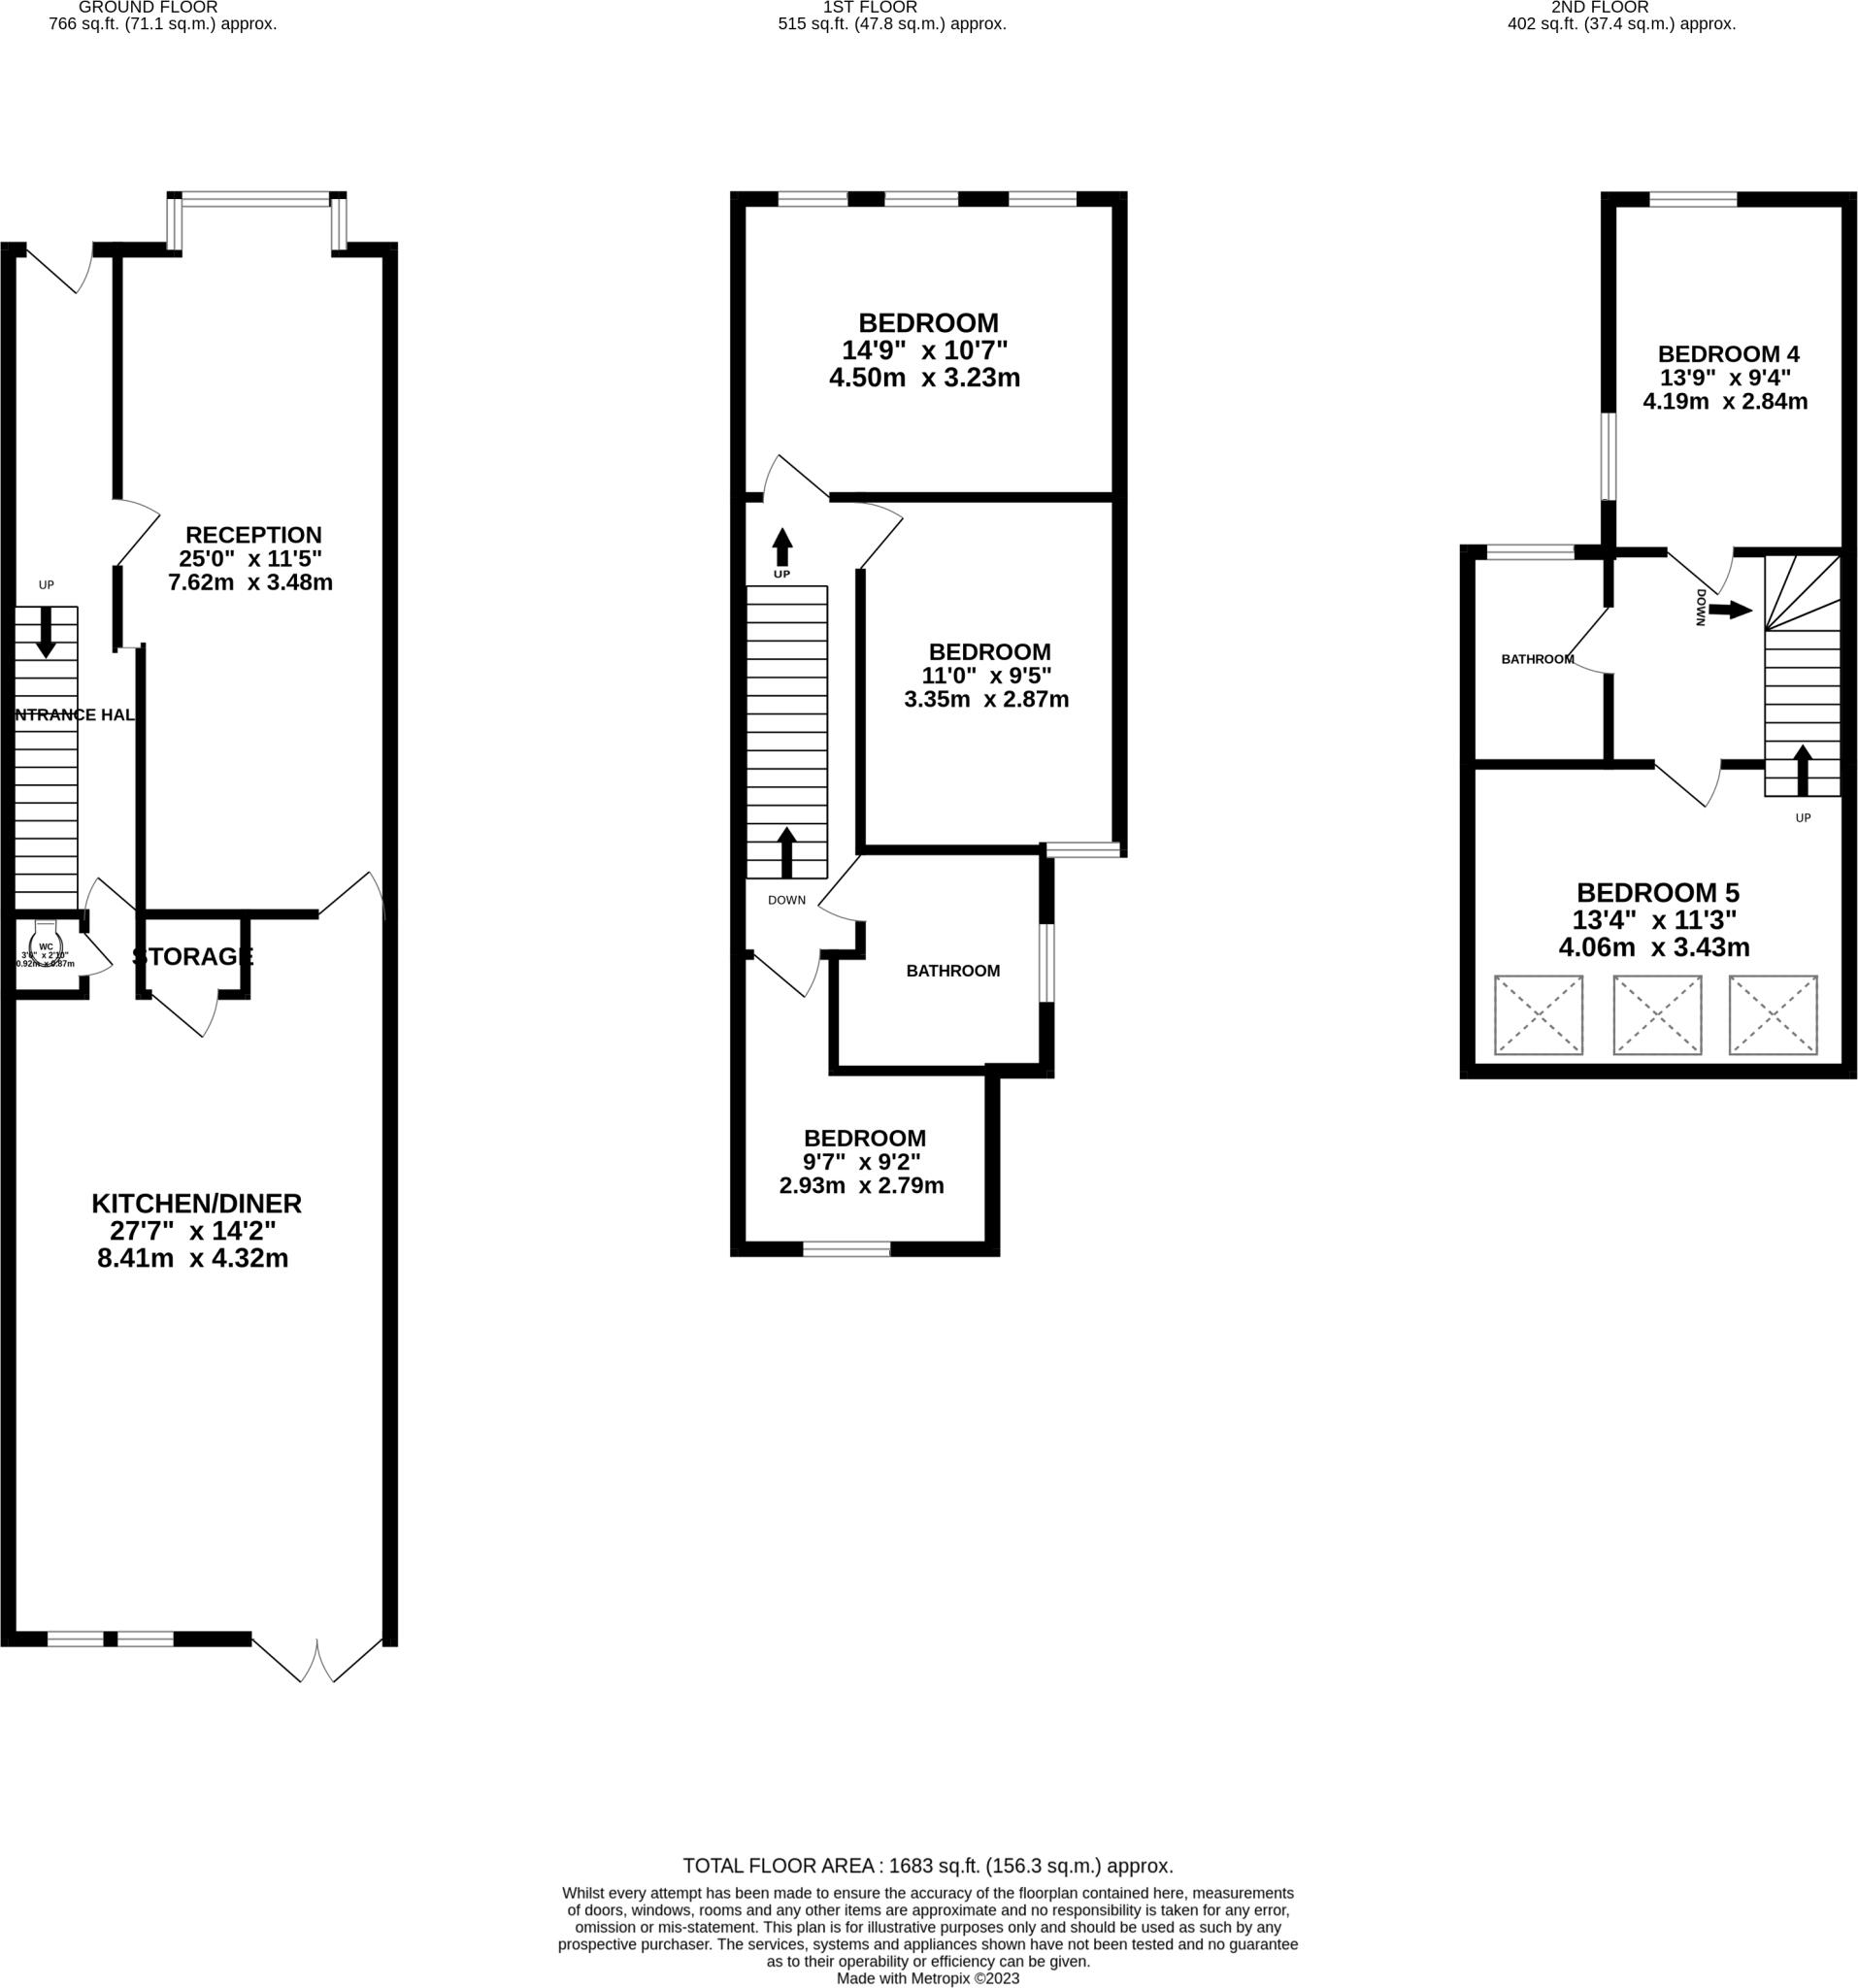 GROUND FLOOR
766 sq.ft. (71.1 sq.m.) approx.
1ST FLOOR
515 sq.ft. (47.8 sq.m.) approx.
2ND FLOOR
402 sq.ft. (37.4 sq.m.) approx.
RECEPTION
25'0" x 11'5"
7.62m x 3.48m
UP
NTRANCE HAL
WC
3'0" x 2'10"
0.92m x 0.87m
STORAGE
KITCHEN/DINER
27'7" x 14'2"
8.41m x 4.32m
BEDROOM
14'9" x 10'7"
4.50m x 3.23m
UP
BEDROOM
11'0" x 9'5"
3.35m x 2.87m
DOWN
BATHROOM
BEDROOM
9'7" x 9'2"
2.93m x 2.79m
BEDROOM 4
13'9" x 9'4"
4.19m x 2.84m
DOWN
BATHROOM
UP
BEDROOM 5
13'4" x 11'3"
4.06m x 3.43m
TOTAL FLOOR AREA : 1683 sq.ft. (156.3 sq.m.) approx.
Whilst every attempt has been made to ensure the accuracy of the floorplan contained here, measurements
of doors, windows, rooms and any other items are approximate and no responsibility is taken for any error,
omission or mis-statement. This plan is for illustrative purposes only and should be used as such by any
prospective purchaser. The services, systems and appliances shown have not been tested and no guarantee
as to their operability or efficiency can be given.
Made with Metropix ©2023